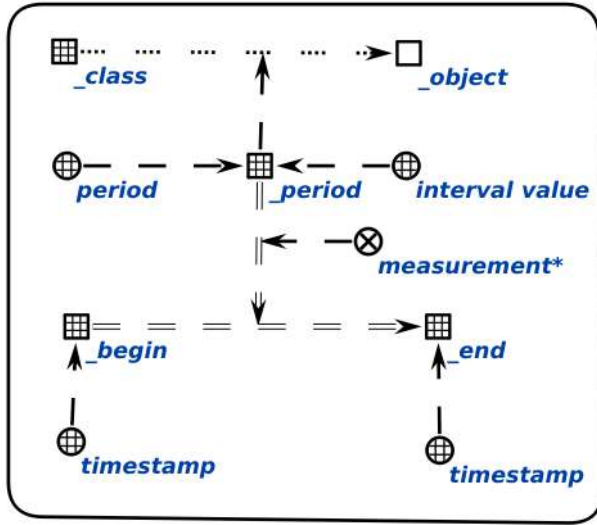 _class
_object
period
_period
interval value
measurement*
_begin
_end
timestamp
timestamp